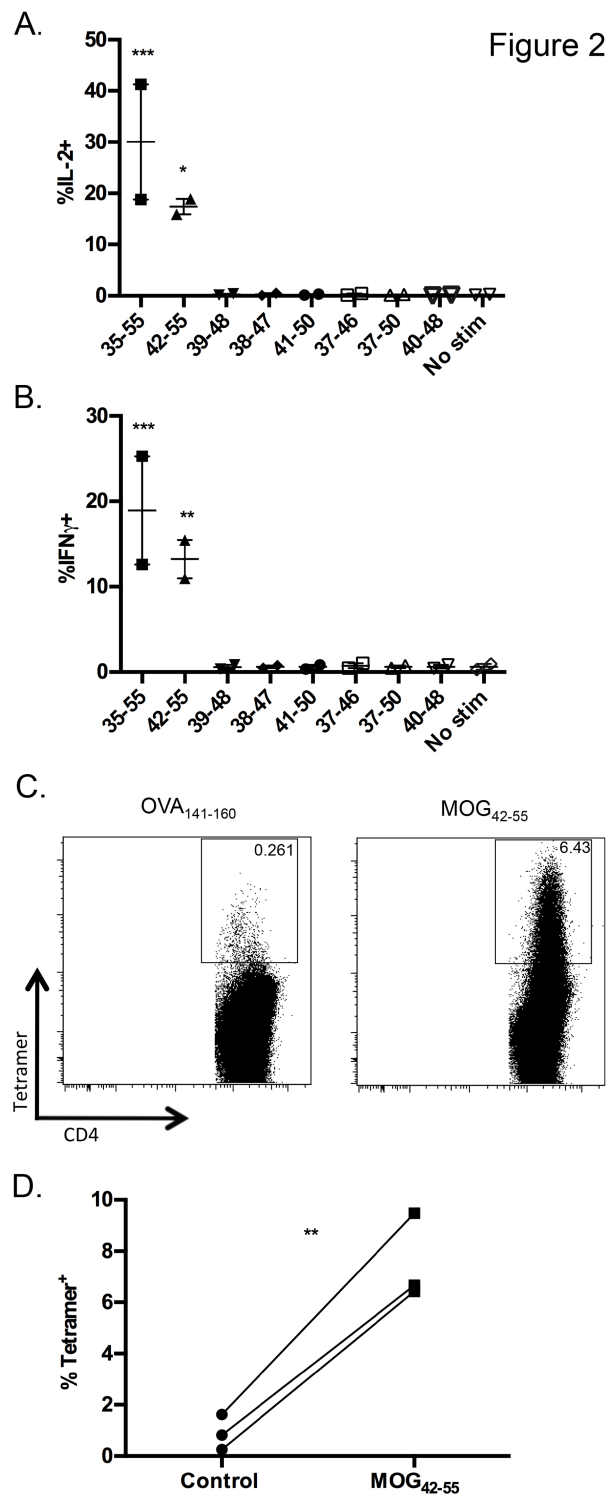 A.
Figure 2
50
40
30
20
10
0
%IL-2+
***
*
35-55
42-55
39-48
38-47
41-50
37-46
37-50
40-48
No stim
B.
30
20
10
0
%IFNγ+
***
**
35-55
42-55
39-48
38-47
41-50
37-46
37-50
40-48
No stim
C.
OVA141-160
MOG42-55
0.261
6.43
Tetramer
CD4
D.
10
8
6
4
2
0
% Tetramer+
**
Control
MOG42-55